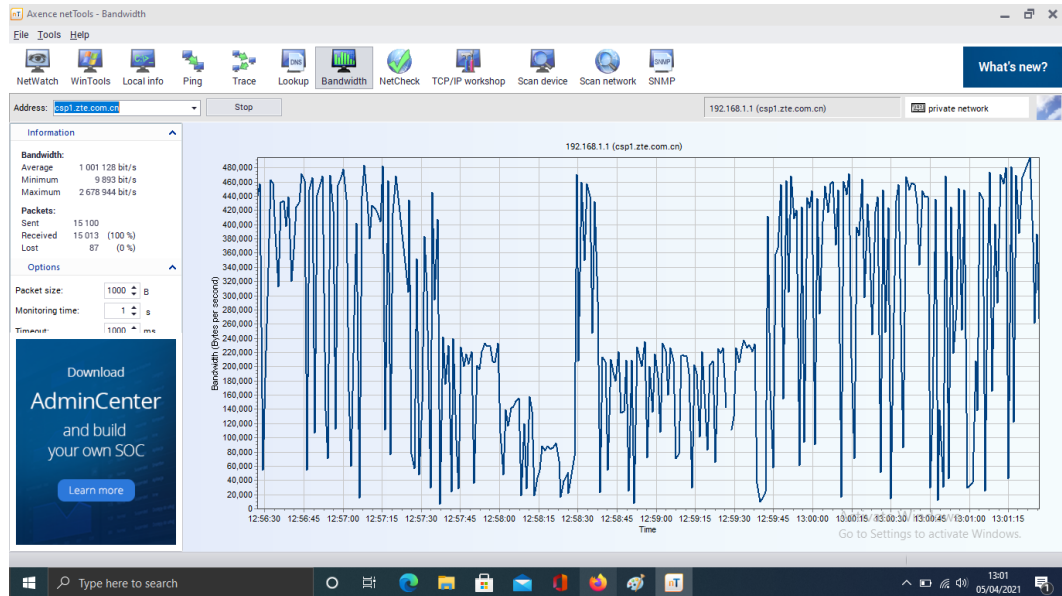 nT Axence netTools - Bandwidth
File Tools Help
NetWatch WinTools Local info Ping Trace Lookup Bandwidth NetCheck TCP/IP workshop Scan device Scan network SNMP
What's new?
Address: csp1.zte.com.cn Stop 192.168.1.1 (csp1.zte.com.cn) private network
Information
Bandwidth:
Average 1 001 128 bit/s
Minimum 9 893 bit/s
Maximum 2 678 944 bit/s
Packets:
Sent 15 100
Received 15 013 (100 %)
Lost 87 (0 %)
Options
Packet size: 1000 B
Monitoring time: 1 s
Timeout: 1000 ms
Download
AdminCenter
and build
your own SOC
Learn more
192.168.1.1 (csp1.zte.com.cn)
Bandwidth (Bytes per second)
480,000
460,000
440,000
420,000
400,000
380,000
360,000
340,000
320,000
300,000
280,000
260,000
240,000
220,000
200,000
180,000
160,000
140,000
120,000
100,000
80,000
60,000
40,000
20,000
0
12:56:30 12:56:45 12:57:00 12:57:15 12:57:30 12:57:45 12:58:00 12:58:15 12:58:30 12:58:45 12:59:00 12:59:15 12:59:30 12:59:45 13:00:00 13:00:15 13:00:30 13:00:45 13:01:00 13:01:15
Time
Activate Windows
Go to Settings to activate Windows.
Type here to search
nT
13:01
05/04/2021